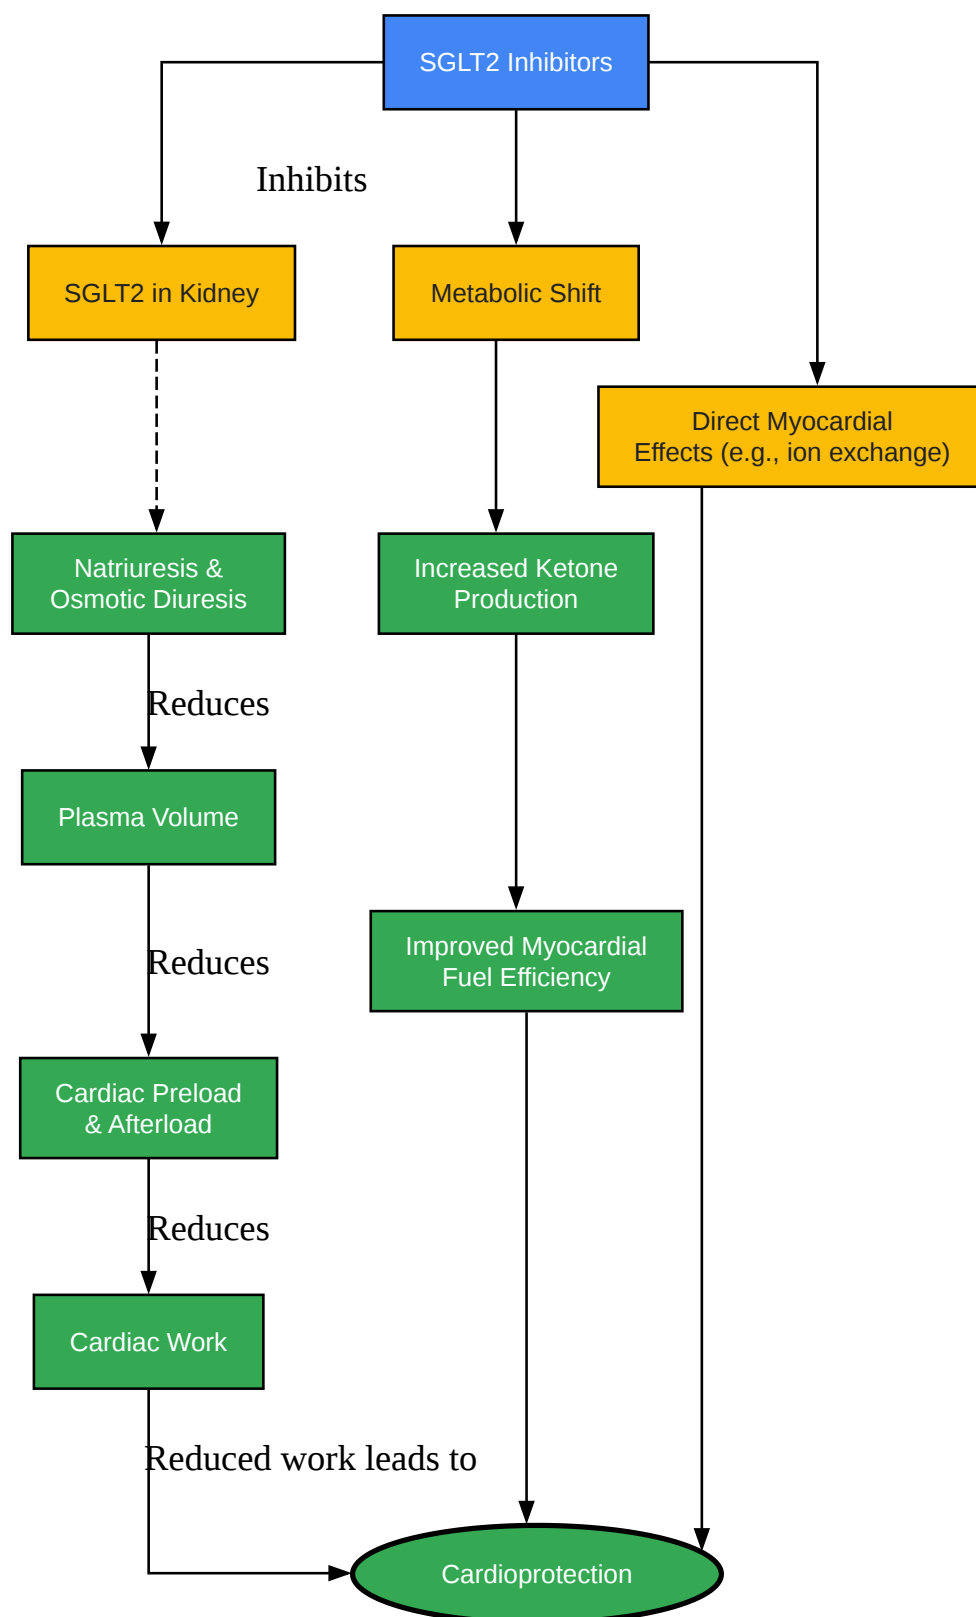 SGLT2 Inhibitors
Inhibits
SGLT2 in Kidney
Metabolic Shift
Direct Myocardial
Effects (e.g., ion exchange)
Natriuresis &
Osmotic Diuresis
Increased Ketone
Production
Reduces
Plasma Volume
Improved Myocardial
Fuel Efficiency
Reduces
Cardiac Preload
& Afterload
Reduces
Cardiac Work
Reduced work leads to
Cardioprotection